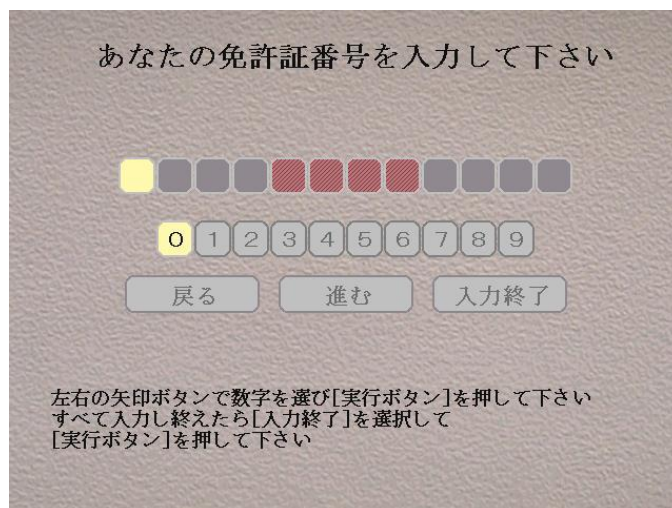 あなたの免許証番号を入力して下さい
0 1 2 3 4 5 6 7 8 9
戻る 進む 入力終了
左右の矢印ボタンで数字を選び[実行ボタン]を押して下さい
すべて入力し終えたら[入力終了]を選択して
[実行ボタン]を押して下さい